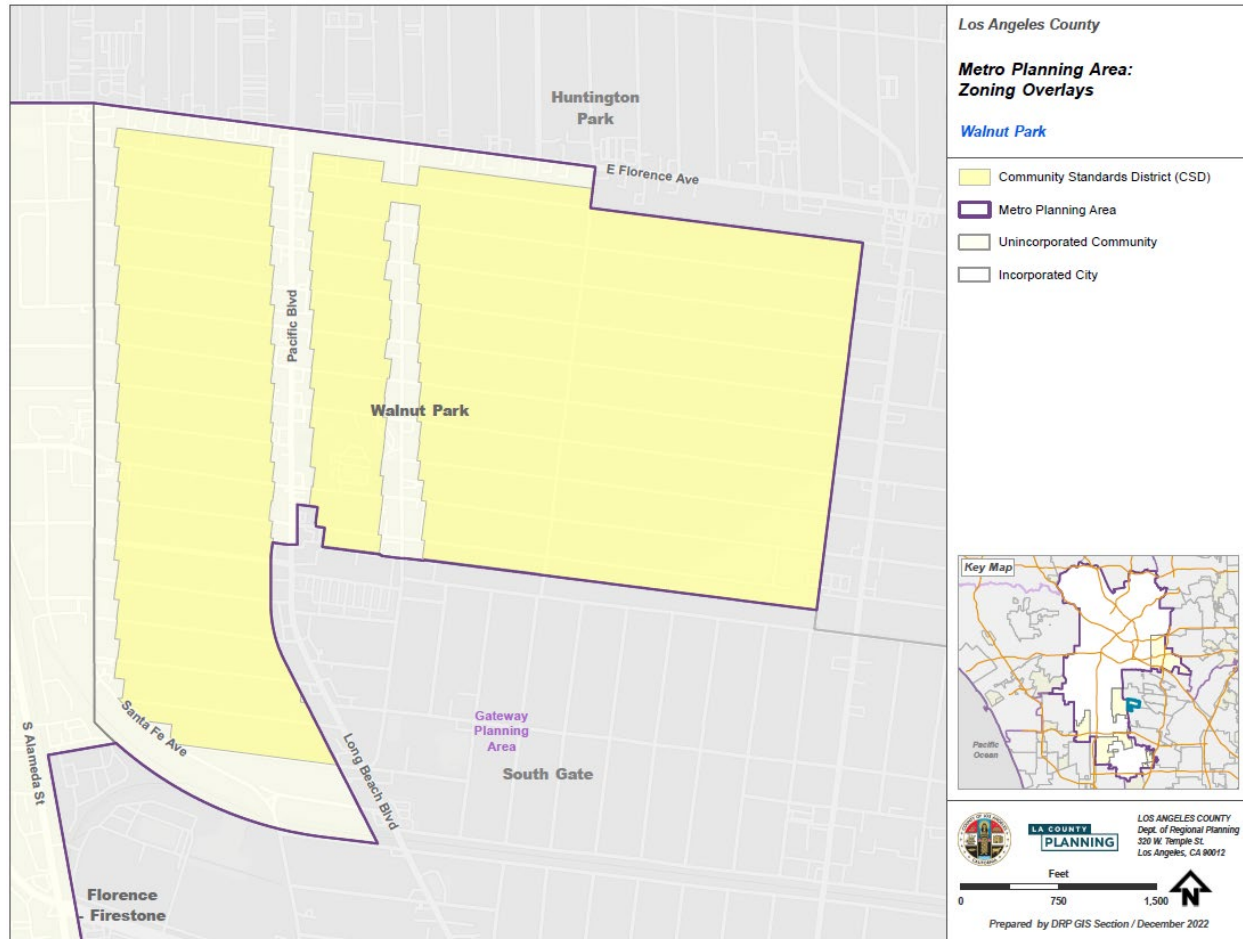 Los Angeles County
Metro Planning Area:
Zoning Overlays
Walnut Park
Community Standards District (CSD)
Metro Planning Area
Unincorporated Community
Incorporated City
Huntington
Park
E Florence Ave
Pacific Blvd
Walnut Park
Santa Fe Ave
S Alameda St
Long Beach Blvd
Gateway
Planning
Area
South Gate
Florence
- Firestone
Key Map
Pacific
Ocean
LA COUNTY
PLANNING
LOS ANGELES COUNTY
Dept. of Regional Planning
320 W. Temple St.
Los Angeles, CA 90012
Feet
0 750 1,500
N
Prepared by DRP GIS Section / December 2022